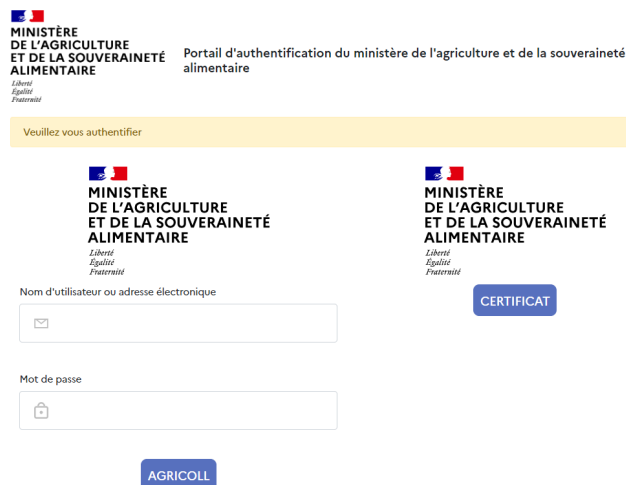 MINISTÈRE
DE L'AGRICULTURE
ET DE LA SOUVERAINETÉ
ALIMENTAIRE
Liberté
Égalité
Fraternité
Portail d'authentification du ministère de l'agriculture et de la souveraineté
alimentaire
Veuillez vous authentifier
MINISTÈRE
DE L'AGRICULTURE
ET DE LA SOUVERAINETÉ
ALIMENTAIRE
Liberté
Égalité
Fraternité
Nom d'utilisateur ou adresse électronique
Mot de passe
AGRICOLL
MINISTÈRE
DE L'AGRICULTURE
ET DE LA SOUVERAINETÉ
ALIMENTAIRE
Liberté
Égalité
Fraternité
CERTIFICAT